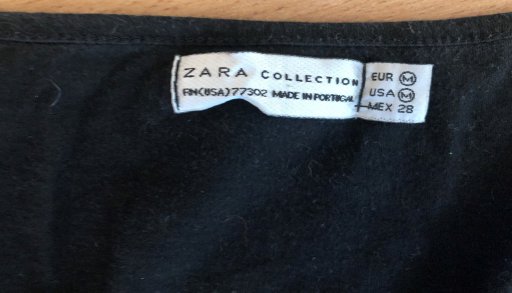 ZARA COLLECTION
RN(USA)77302 MADE IN PORTUGAL
EUR M
USA M
MEX 28